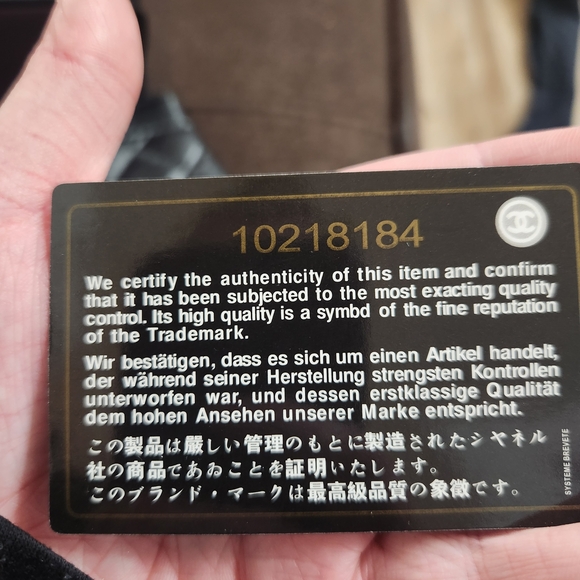 10218184
We certify the authenticity of this item and confirm
that it has been subjected to the most exacting quality
control. Its high quality is a symbd of the fine reputation
of the Trademark.
Wir bestätigen, dass es sich um einen Artikel handelt,
der während seiner Herstellung strengsten Kontrollen
unterworfen war, und dessen erstklassige Qualität
dem hohen Ansehen unserer Marke entspricht.
この製品は厳しい管理のもとに製造されたシヤネル
社の商品であることを証明いたします。
このブランド・マークは最高級品質の象徴です。
SYSTEME BREVETE